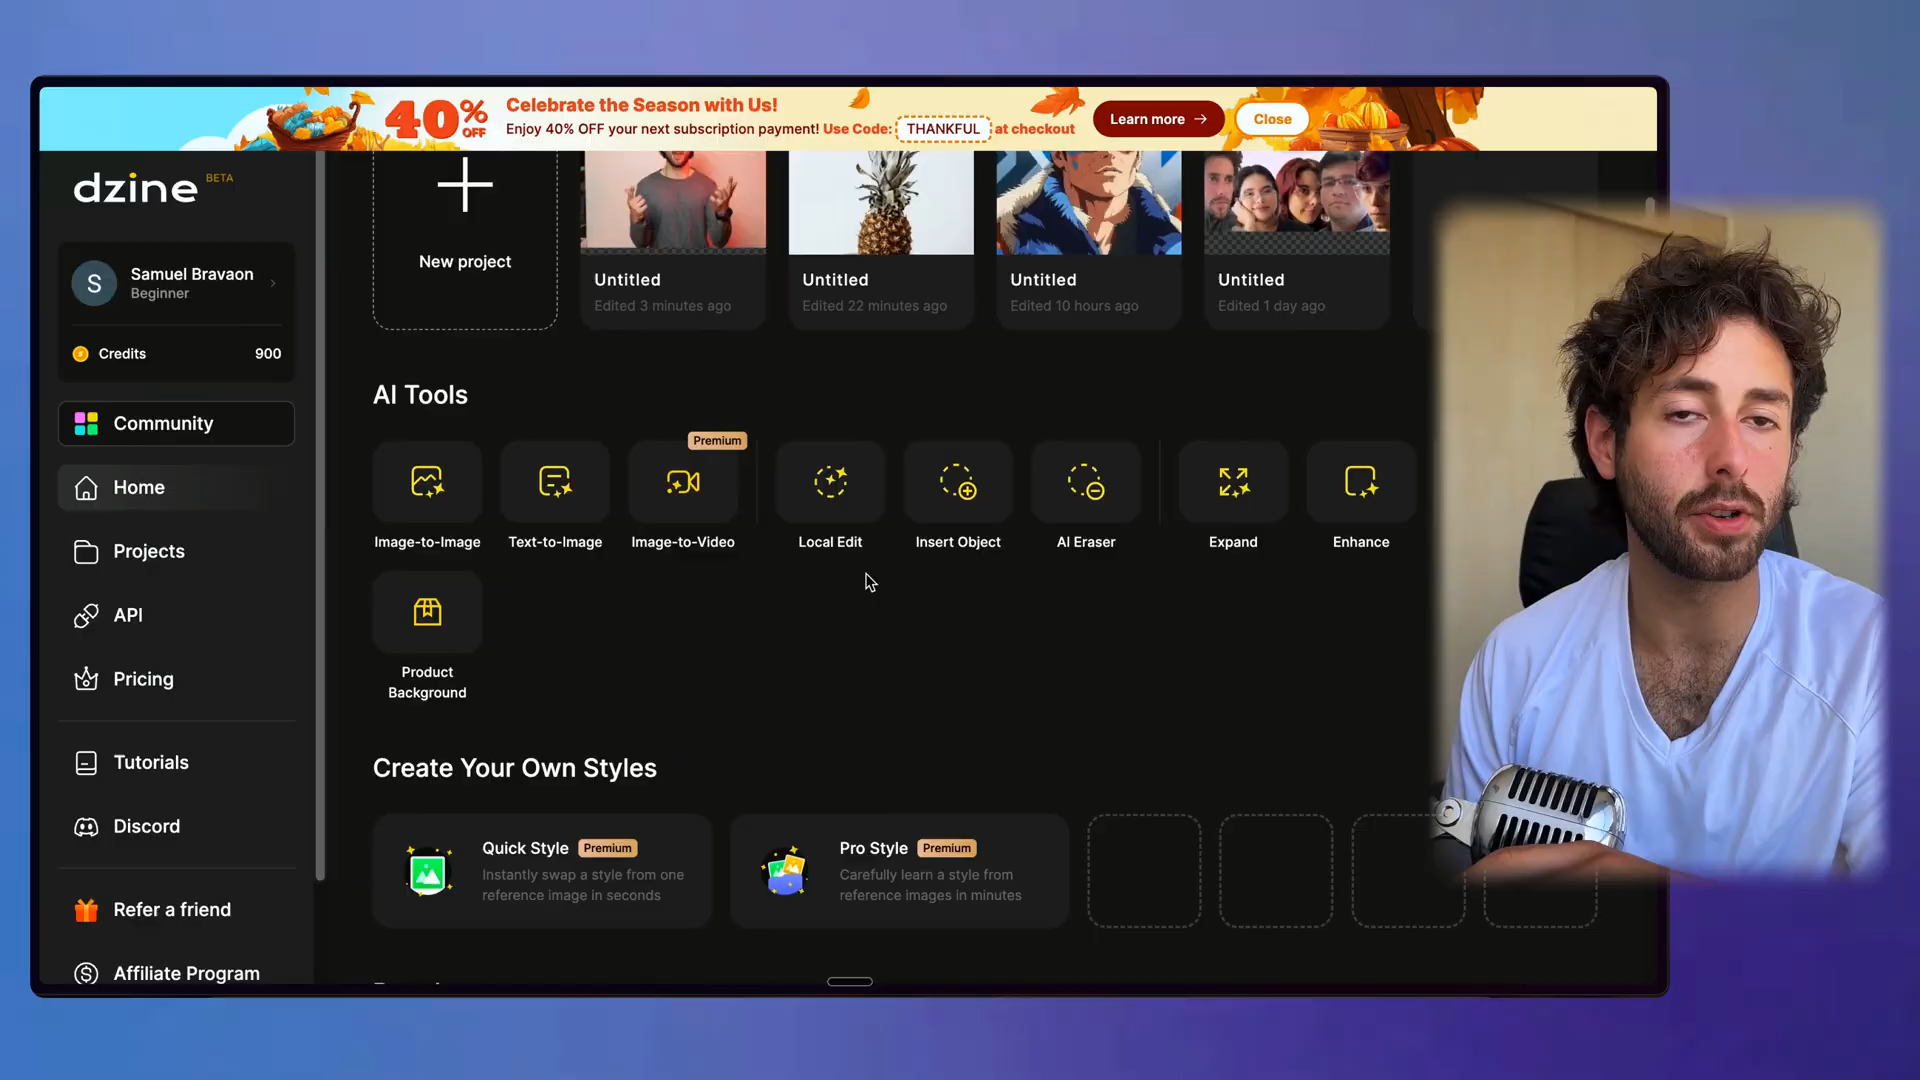 40% OFF
Celebrate the Season with Us!
Enjoy 40% OFF your next subscription payment! Use Code: THANKFUL at checkout
Learn more →
Close
dzine BETA
S
Samuel Bravaon
Beginner
Credits 900
Community
Home
Projects
API
Pricing
Tutorials
Discord
Refer a friend
Affiliate Program
New project
Untitled
Edited 3 minutes ago
Untitled
Edited 22 minutes ago
Untitled
Edited 10 hours ago
Untitled
Edited 1 day ago
AI Tools
Premium
Image-to-Image
Text-to-Image
Image-to-Video
Local Edit
Insert Object
AI Eraser
Expand
Enhance
Product
Background
Create Your Own Styles
Quick Style Premium
Instantly swap a style from one
reference image in seconds
Pro Style Premium
Carefully learn a style from
reference images in minutes